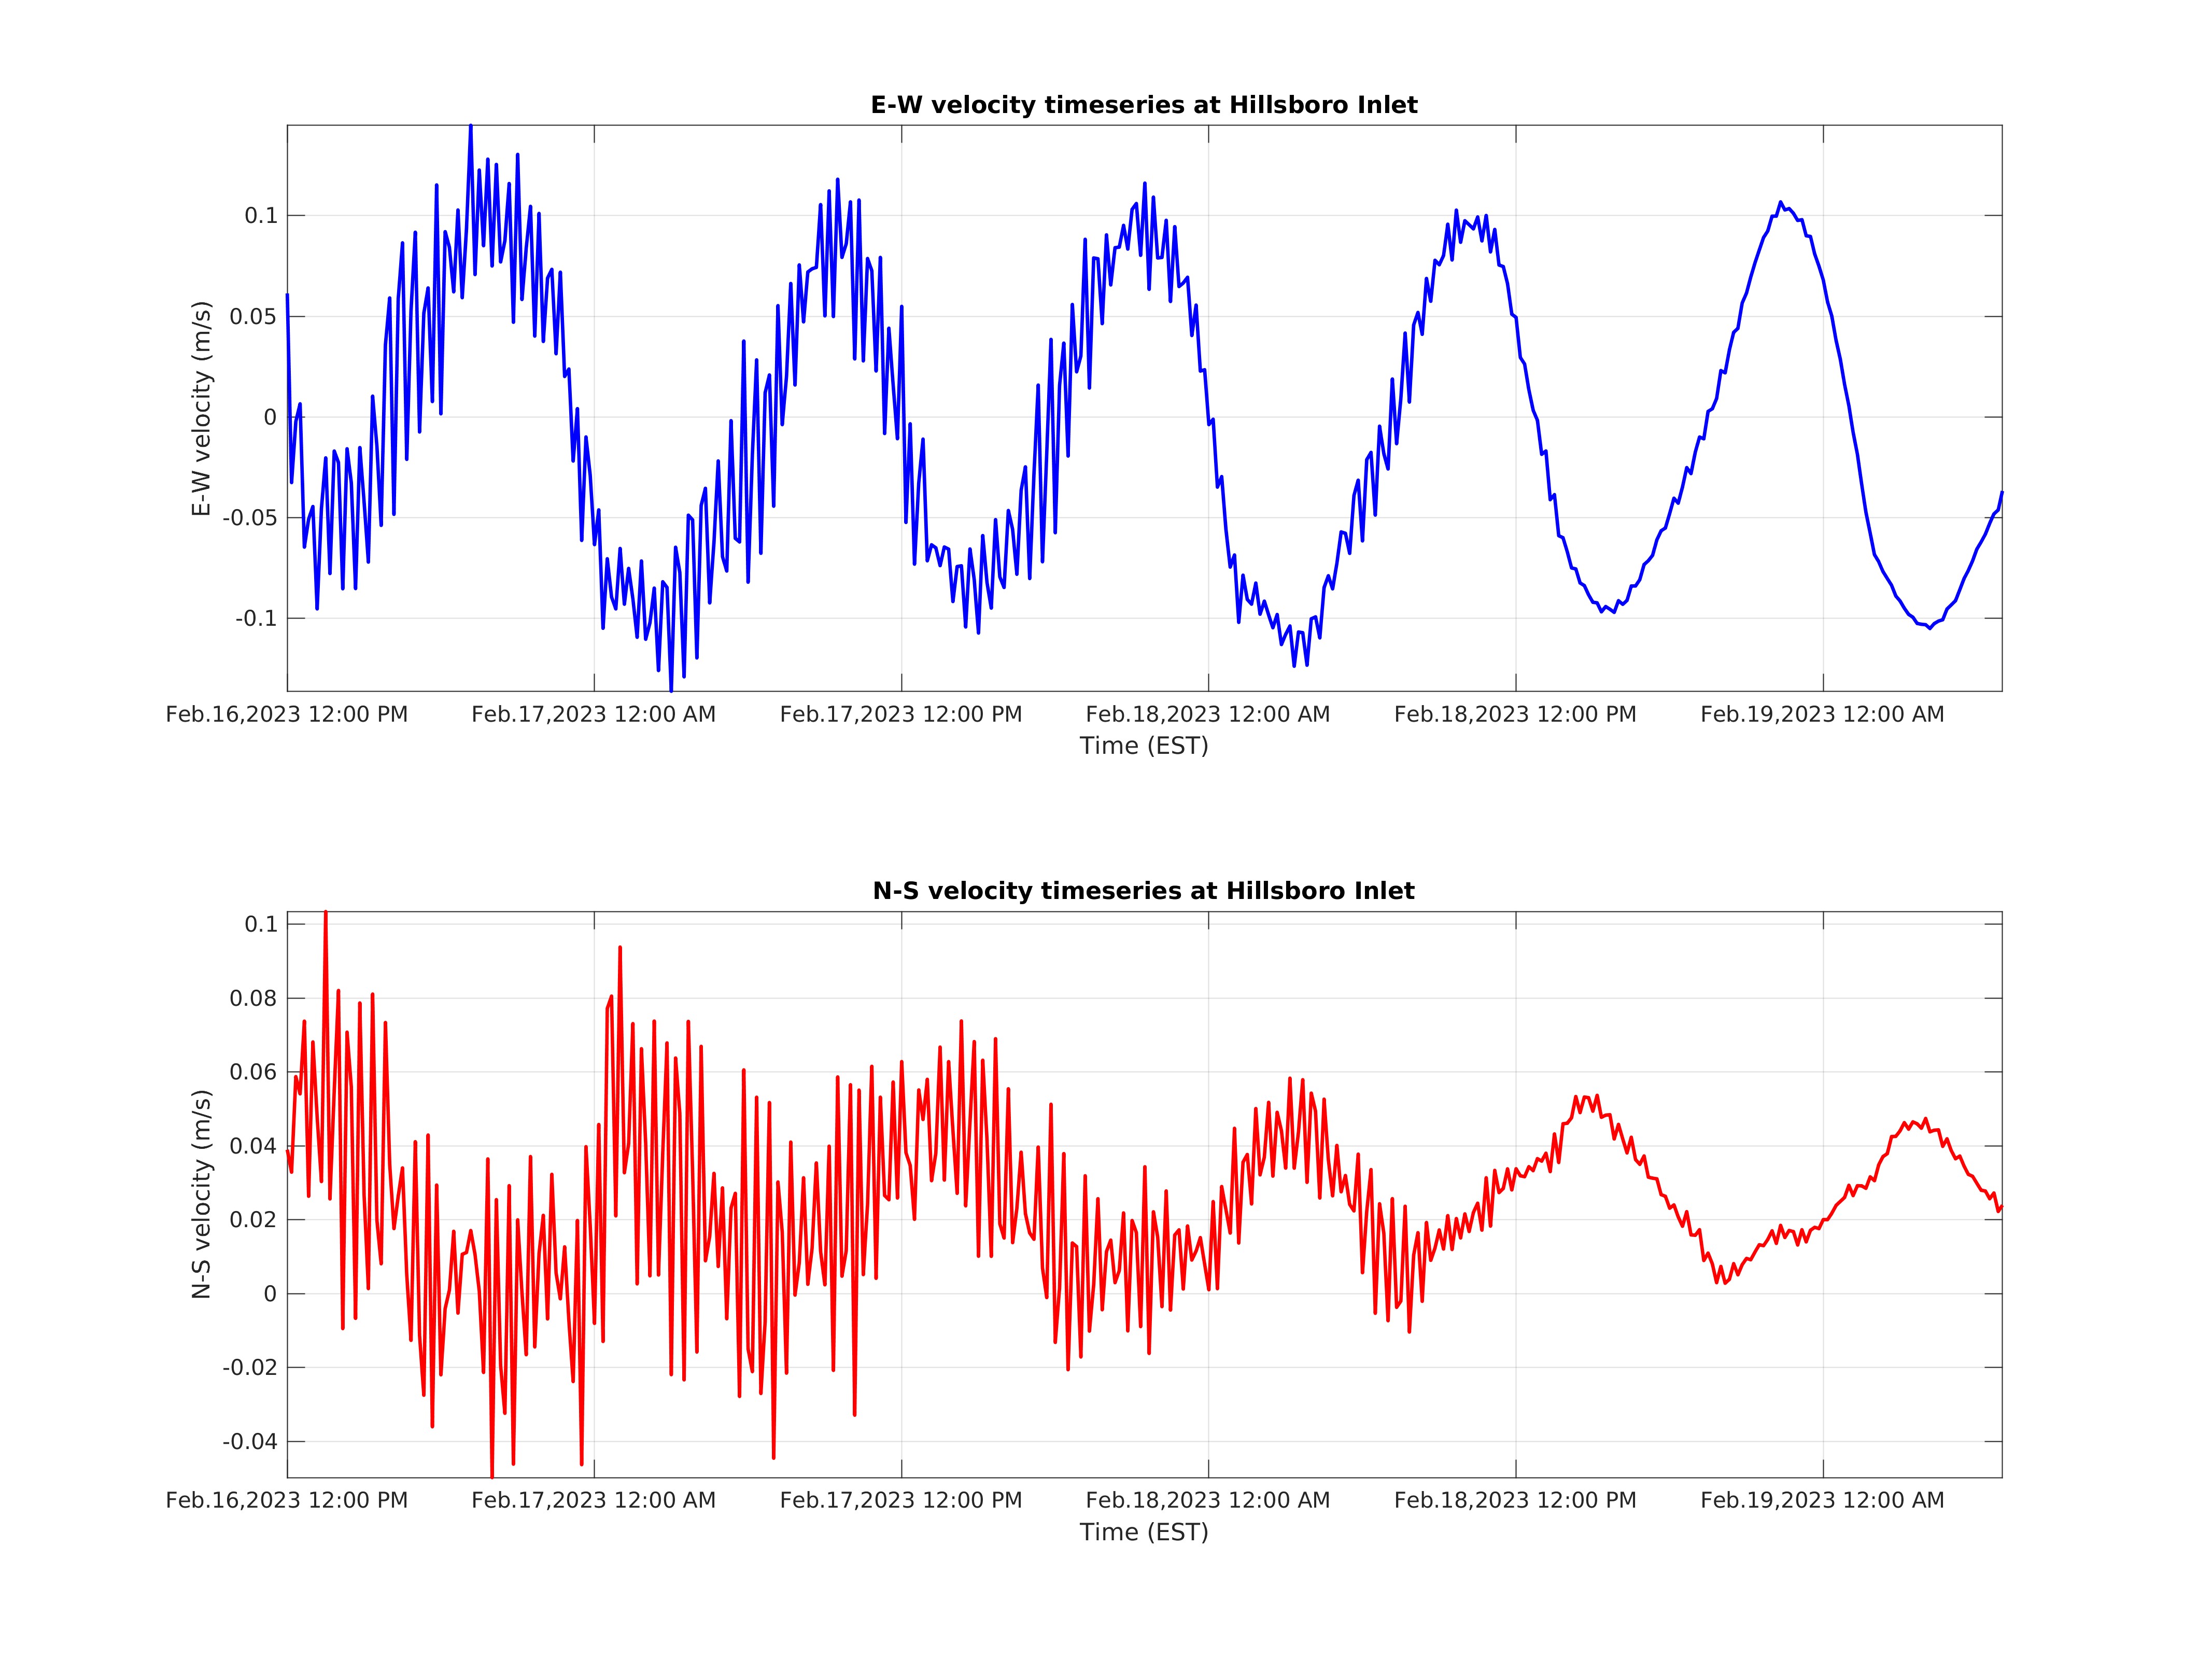 E-W velocity timeseries at Hillsboro Inlet
E-W velocity (m/s)
0.1
0.05
0
-0.05
-0.1
Feb.16,2023 12:00 PM Feb.17,2023 12:00 AM Feb.17,2023 12:00 PM Feb.18,2023 12:00 AM Feb.18,2023 12:00 PM Feb.19,2023 12:00 AM
Time (EST)
N-S velocity timeseries at Hillsboro Inlet
N-S velocity (m/s)
0.1
0.08
0.06
0.04
0.02
0
-0.02
-0.04
Feb.16,2023 12:00 PM Feb.17,2023 12:00 AM Feb.17,2023 12:00 PM Feb.18,2023 12:00 AM Feb.18,2023 12:00 PM Feb.19,2023 12:00 AM
Time (EST)